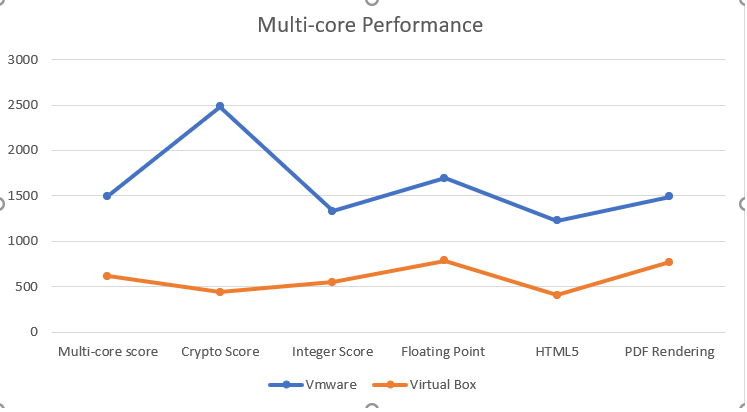 Multi-core Performance
3000
2500
2000
1500
1000
500
0
Multi-core score Crypto Score Integer Score Floating Point HTML5 PDF Rendering
Vmware Virtual Box